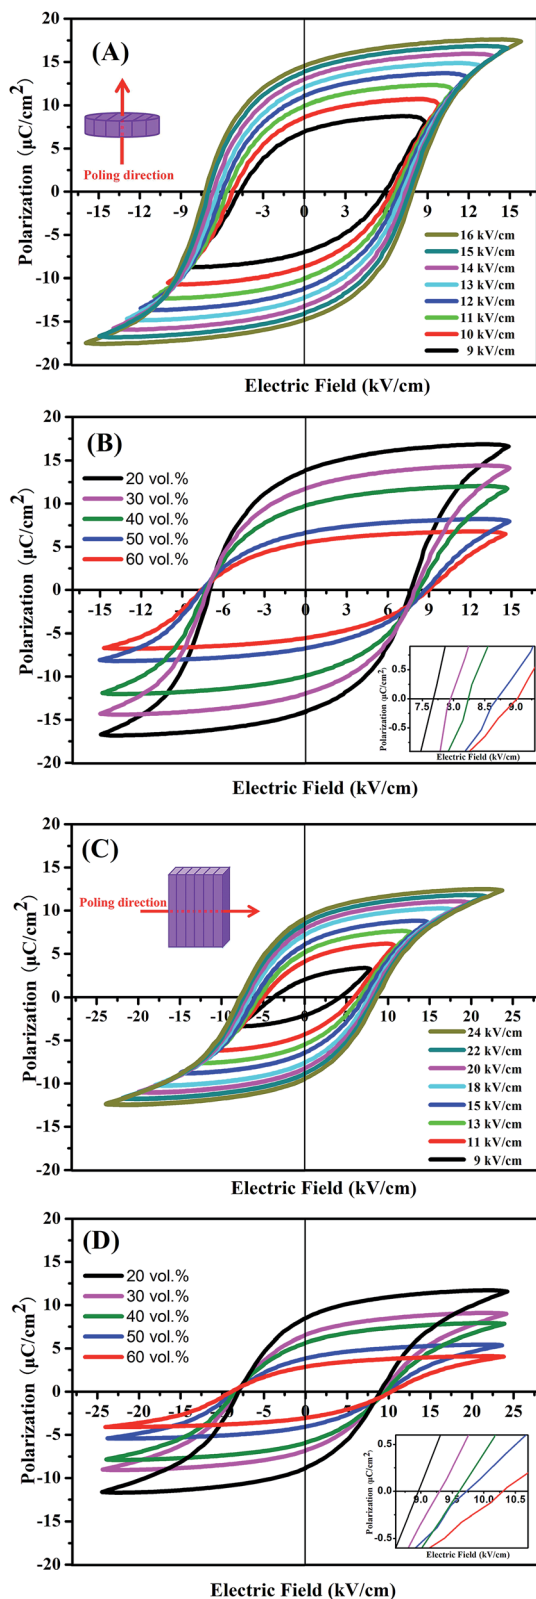 (A)
Poling direction
Polarization (μC/cm2)
20
15
10
5
0
-5
-10
-15
-20
-15 -9 -3 3 9 15
16 kV/cm
15 kV/cm
14 kV/cm
13 kV/cm
12 kV/cm
11 kV/cm
10 kV/cm
9 kV/cm
Electric Field (kV/cm)
(B)
20 vol.%
30 vol.%
40 vol.%
50 vol.%
60 vol.%
Polarization (μC/cm2)
20
15
10
5
0
-5
-10
-15
-20
-15 -12 -9 -6 -3 0 3 6 9 12 15
Polarization (μC/cm2)
0.5
0.0
-0.5
7.5 8.0 8.5 9.0
Electric Field (kV/cm)
Electric Field (kV/cm)
(C)
Poling direction
Polarization (μC/cm2)
20
15
10
5
0
-5
-10
-15
-20
-25 -20 -15 -10 -5 0 5 10 15 20 25
24 kV/cm
22 kV/cm
20 kV/cm
18 kV/cm
15 kV/cm
13 kV/cm
11 kV/cm
9 kV/cm
Electric Field (kV/cm)
(D)
20 vol.%
30 vol.%
40 vol.%
50 vol.%
60 vol.%
Polarization (μC/cm2)
20
15
10
5
0
-5
-10
-15
-20
-25 -20 -15 -10 -5 0 5 10 15 20 25
Polarization (μC/cm2)
0.5
0.0
-0.5
9.0 9.5 10.0 10.5
Electric Field (kV/cm)
Electric Field (kV/cm)